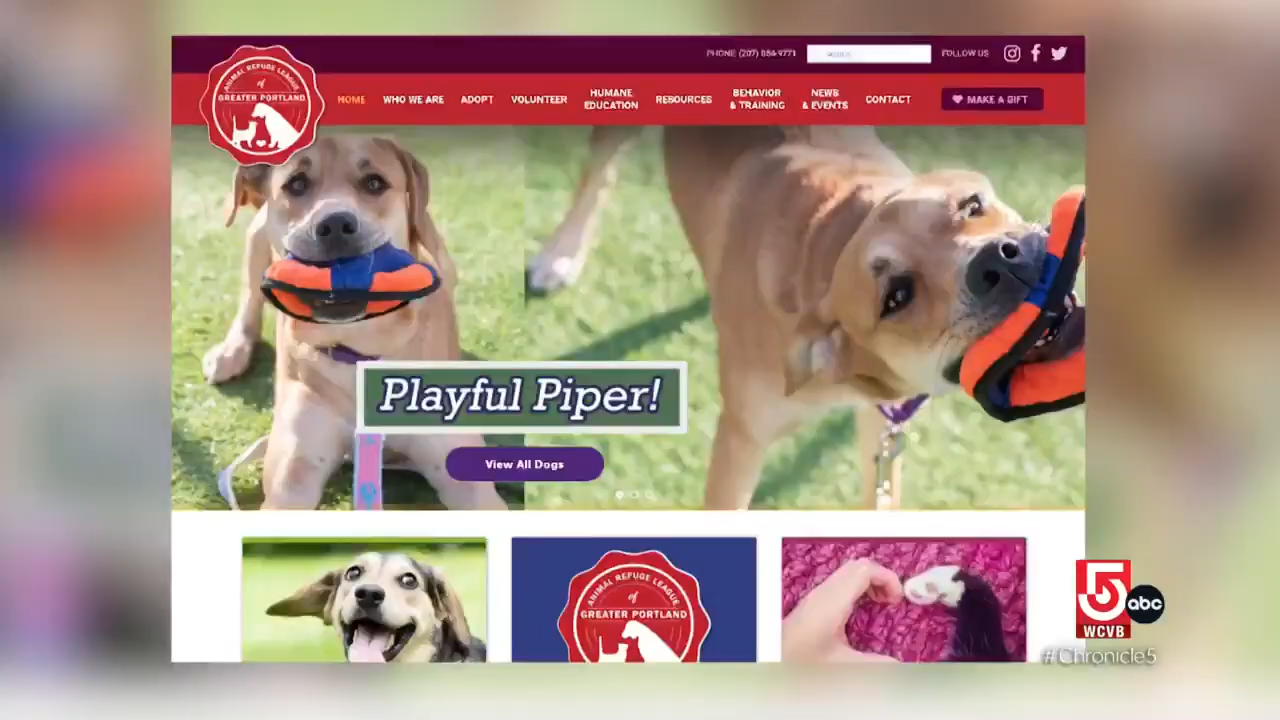 PHONE (207) 854-9771
FOLLOW US
ANIMAL REFUGE LEAGUE
of
GREATER PORTLAND
HOME WHO WE ARE ADOPT VOLUNTEER HUMANE EDUCATION RESOURCES BEHAVIOR & TRAINING NEWS & EVENTS CONTACT MAKE A GIFT
Playful Piper!
View All Dogs
ANIMAL REFUGE LEAGUE
of
GREATER PORTLAND
5
abc
WCVB
#Chronicle5